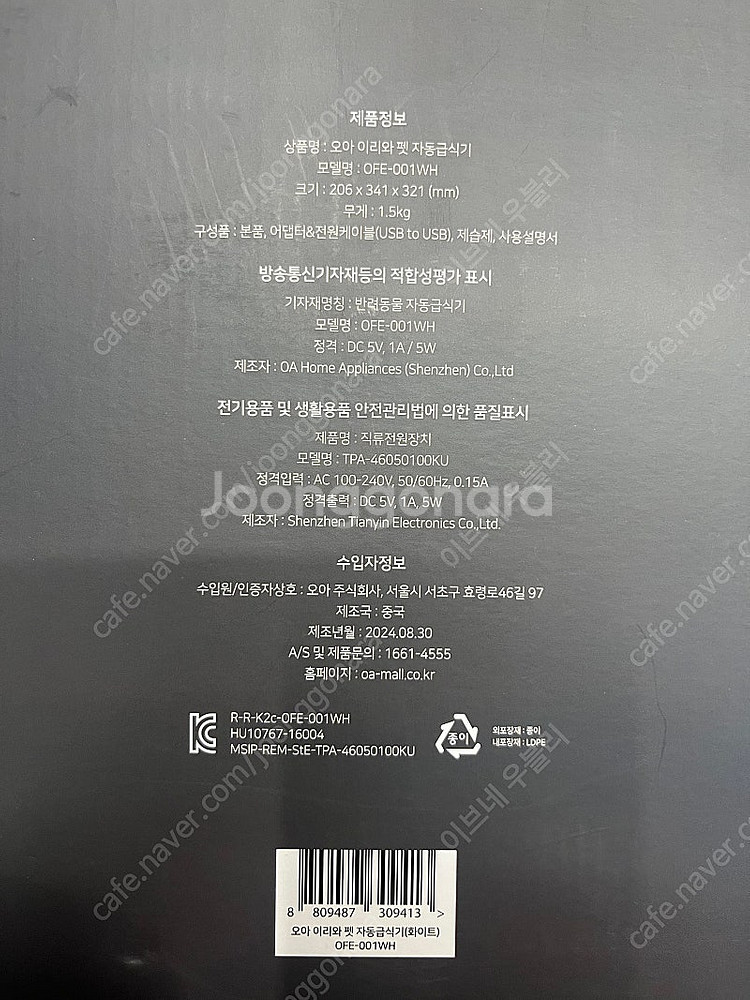 제품정보
상품명 : 오아 이리와 펫 자동급식기
모델명 : OFE-001WH
크기 : 206 x 341 x 321 (mm)
무게 : 1.5kg
구성품 : 본품, 어댑터&전원케이블(USB to USB), 제습제, 사용설명서
방송통신기자재등의 적합성평가 표시
기자재명칭 : 반려동물 자동급식기
모델명 : OFE-001WH
정격 : DC 5V, 1A / 5W
제조자 : OA Home Appliances (Shenzhen) Co.,Ltd
전기용품 및 생활용품 안전관리법에 의한 품질표시
제품명 : 직류전원장치
모델명 : TPA-46050100KU
정격입력 : AC 100-240V, 50/60Hz, 0.15A
정격출력 : DC 5V, 1A, 5W
제조자 : Shenzhen Tianyin Electronics Co.,Ltd.
수입자정보
수입원/인증자상호 : 오아 주식회사, 서울시 서초구 효령로46길 97
제조국 : 중국
제조년월 : 2024.08.30
A/S 및 제품문의 : 1661-4555
홈페이지 : oa-mall.co.kr
R-R-K2c-OFE-001WH
HU10767-16004
MSIP-REM-StE-TPA-46050100KU
종이
외포장재 : 종이
내포장재 : LDPE
8 809487 309413 >
오아 이리와 펫 자동급식기(화이트)
OFE-001WH
Joongonara
cafe.naver.com/joonggonara
이브네 우블리